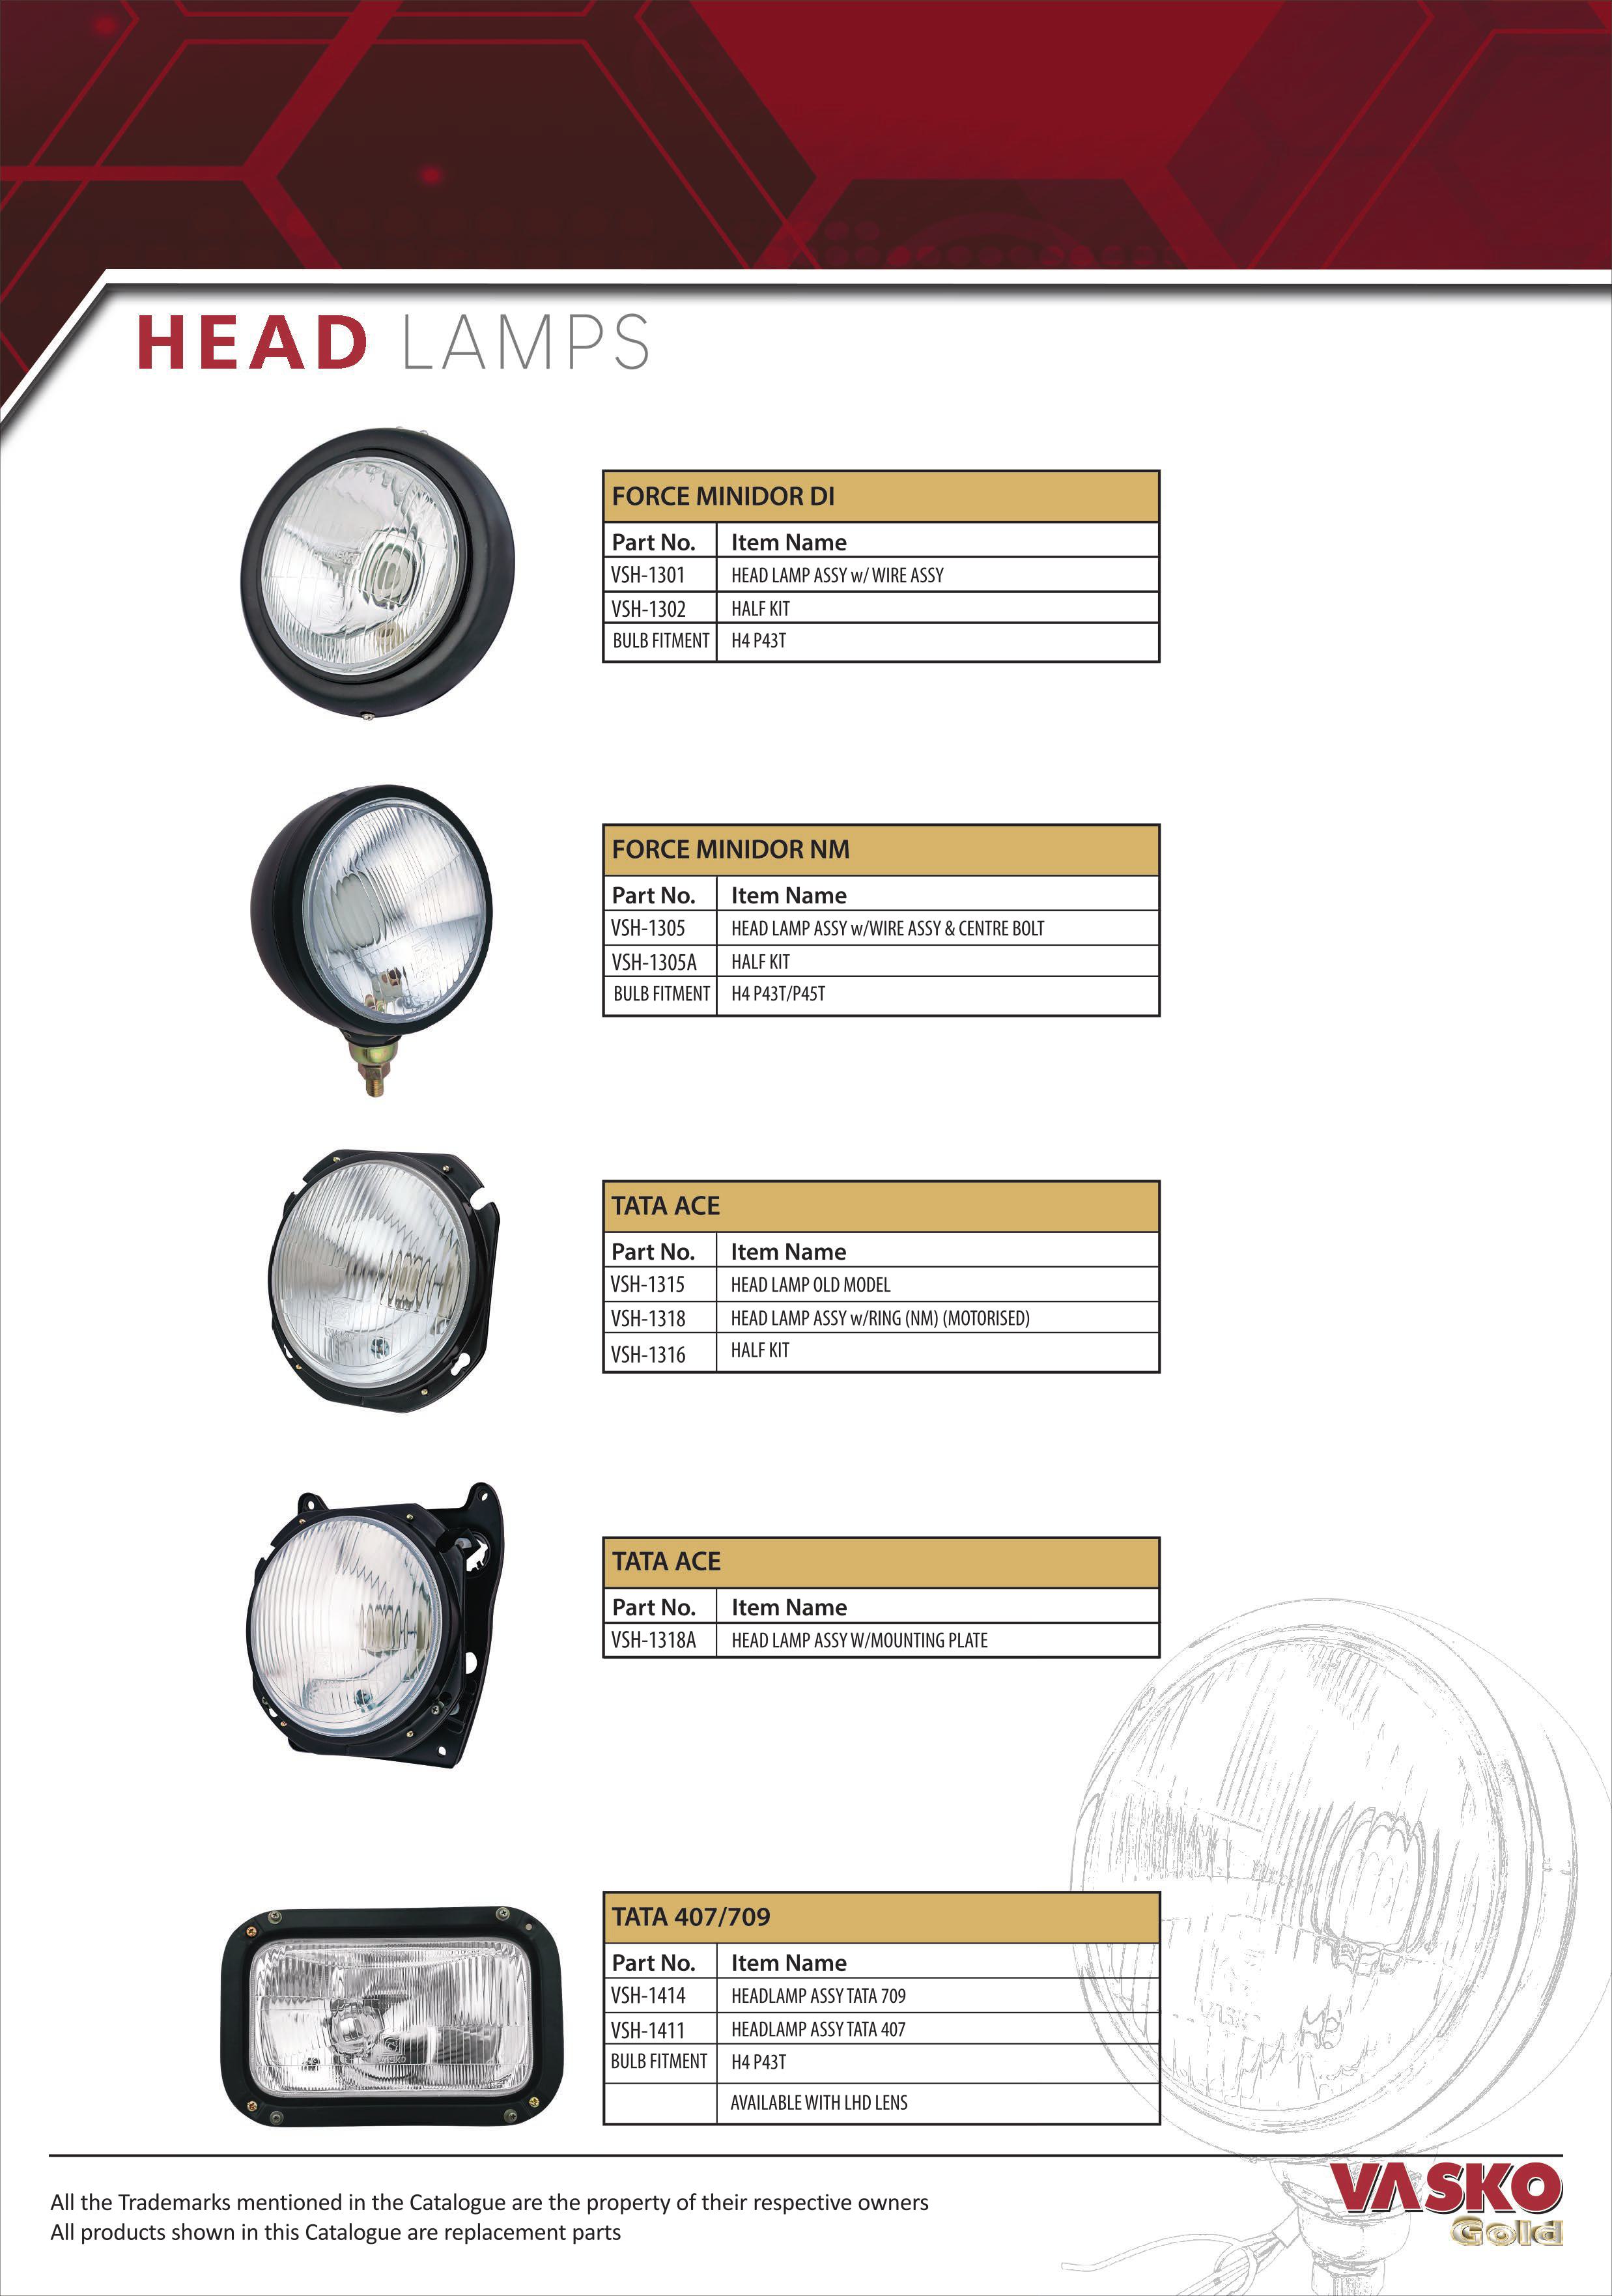 HEAD LAMPS
FORCE MINIDOR DI
Part No. Item Name
VSH-1301 HEAD LAMP ASSY w/ WIRE ASSY
VSH-1302 HALF KIT
BULB FITMENT H4 P43T
FORCE MINIDOR NM
Part No. Item Name
VSH-1305 HEAD LAMP ASSY w/WIRE ASSY & CENTRE BOLT
VSH-1305A HALF KIT
BULB FITMENT H4 P43T/P45T
TATA ACE
Part No. Item Name
VSH-1315 HEAD LAMP OLD MODEL
VSH-1318 HEAD LAMP ASSY w/RING (NM) (MOTORISED)
VSH-1316 HALF KIT
TATA ACE
Part No. Item Name
VSH-1318A HEAD LAMP ASSY W/MOUNTING PLATE
TATA 407/709
Part No. Item Name
VSH-1414 HEADLAMP ASSY TATA 709
VSH-1411 HEADLAMP ASSY TATA 407
BULB FITMENT H4 P43T
AVAILABLE WITH LHD LENS
VASKO
All the Trademarks mentioned in the Catalogue are the property of their respective owners
All products shown in this Catalogue are replacement parts
VASKO
Gold